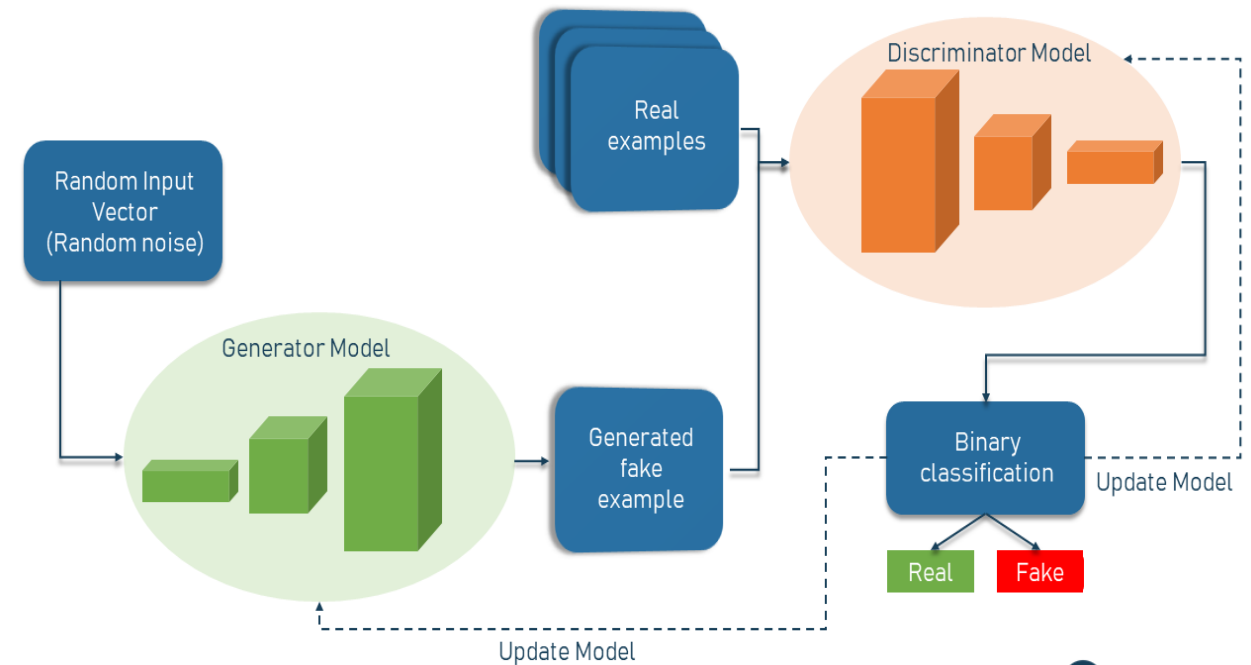 Discriminator Model
Real
examples
Random Input
Vector
(Random noise)
Generator Model
Generated
fake
example
Binary
classification
Update Model
Real
Fake
Update Model